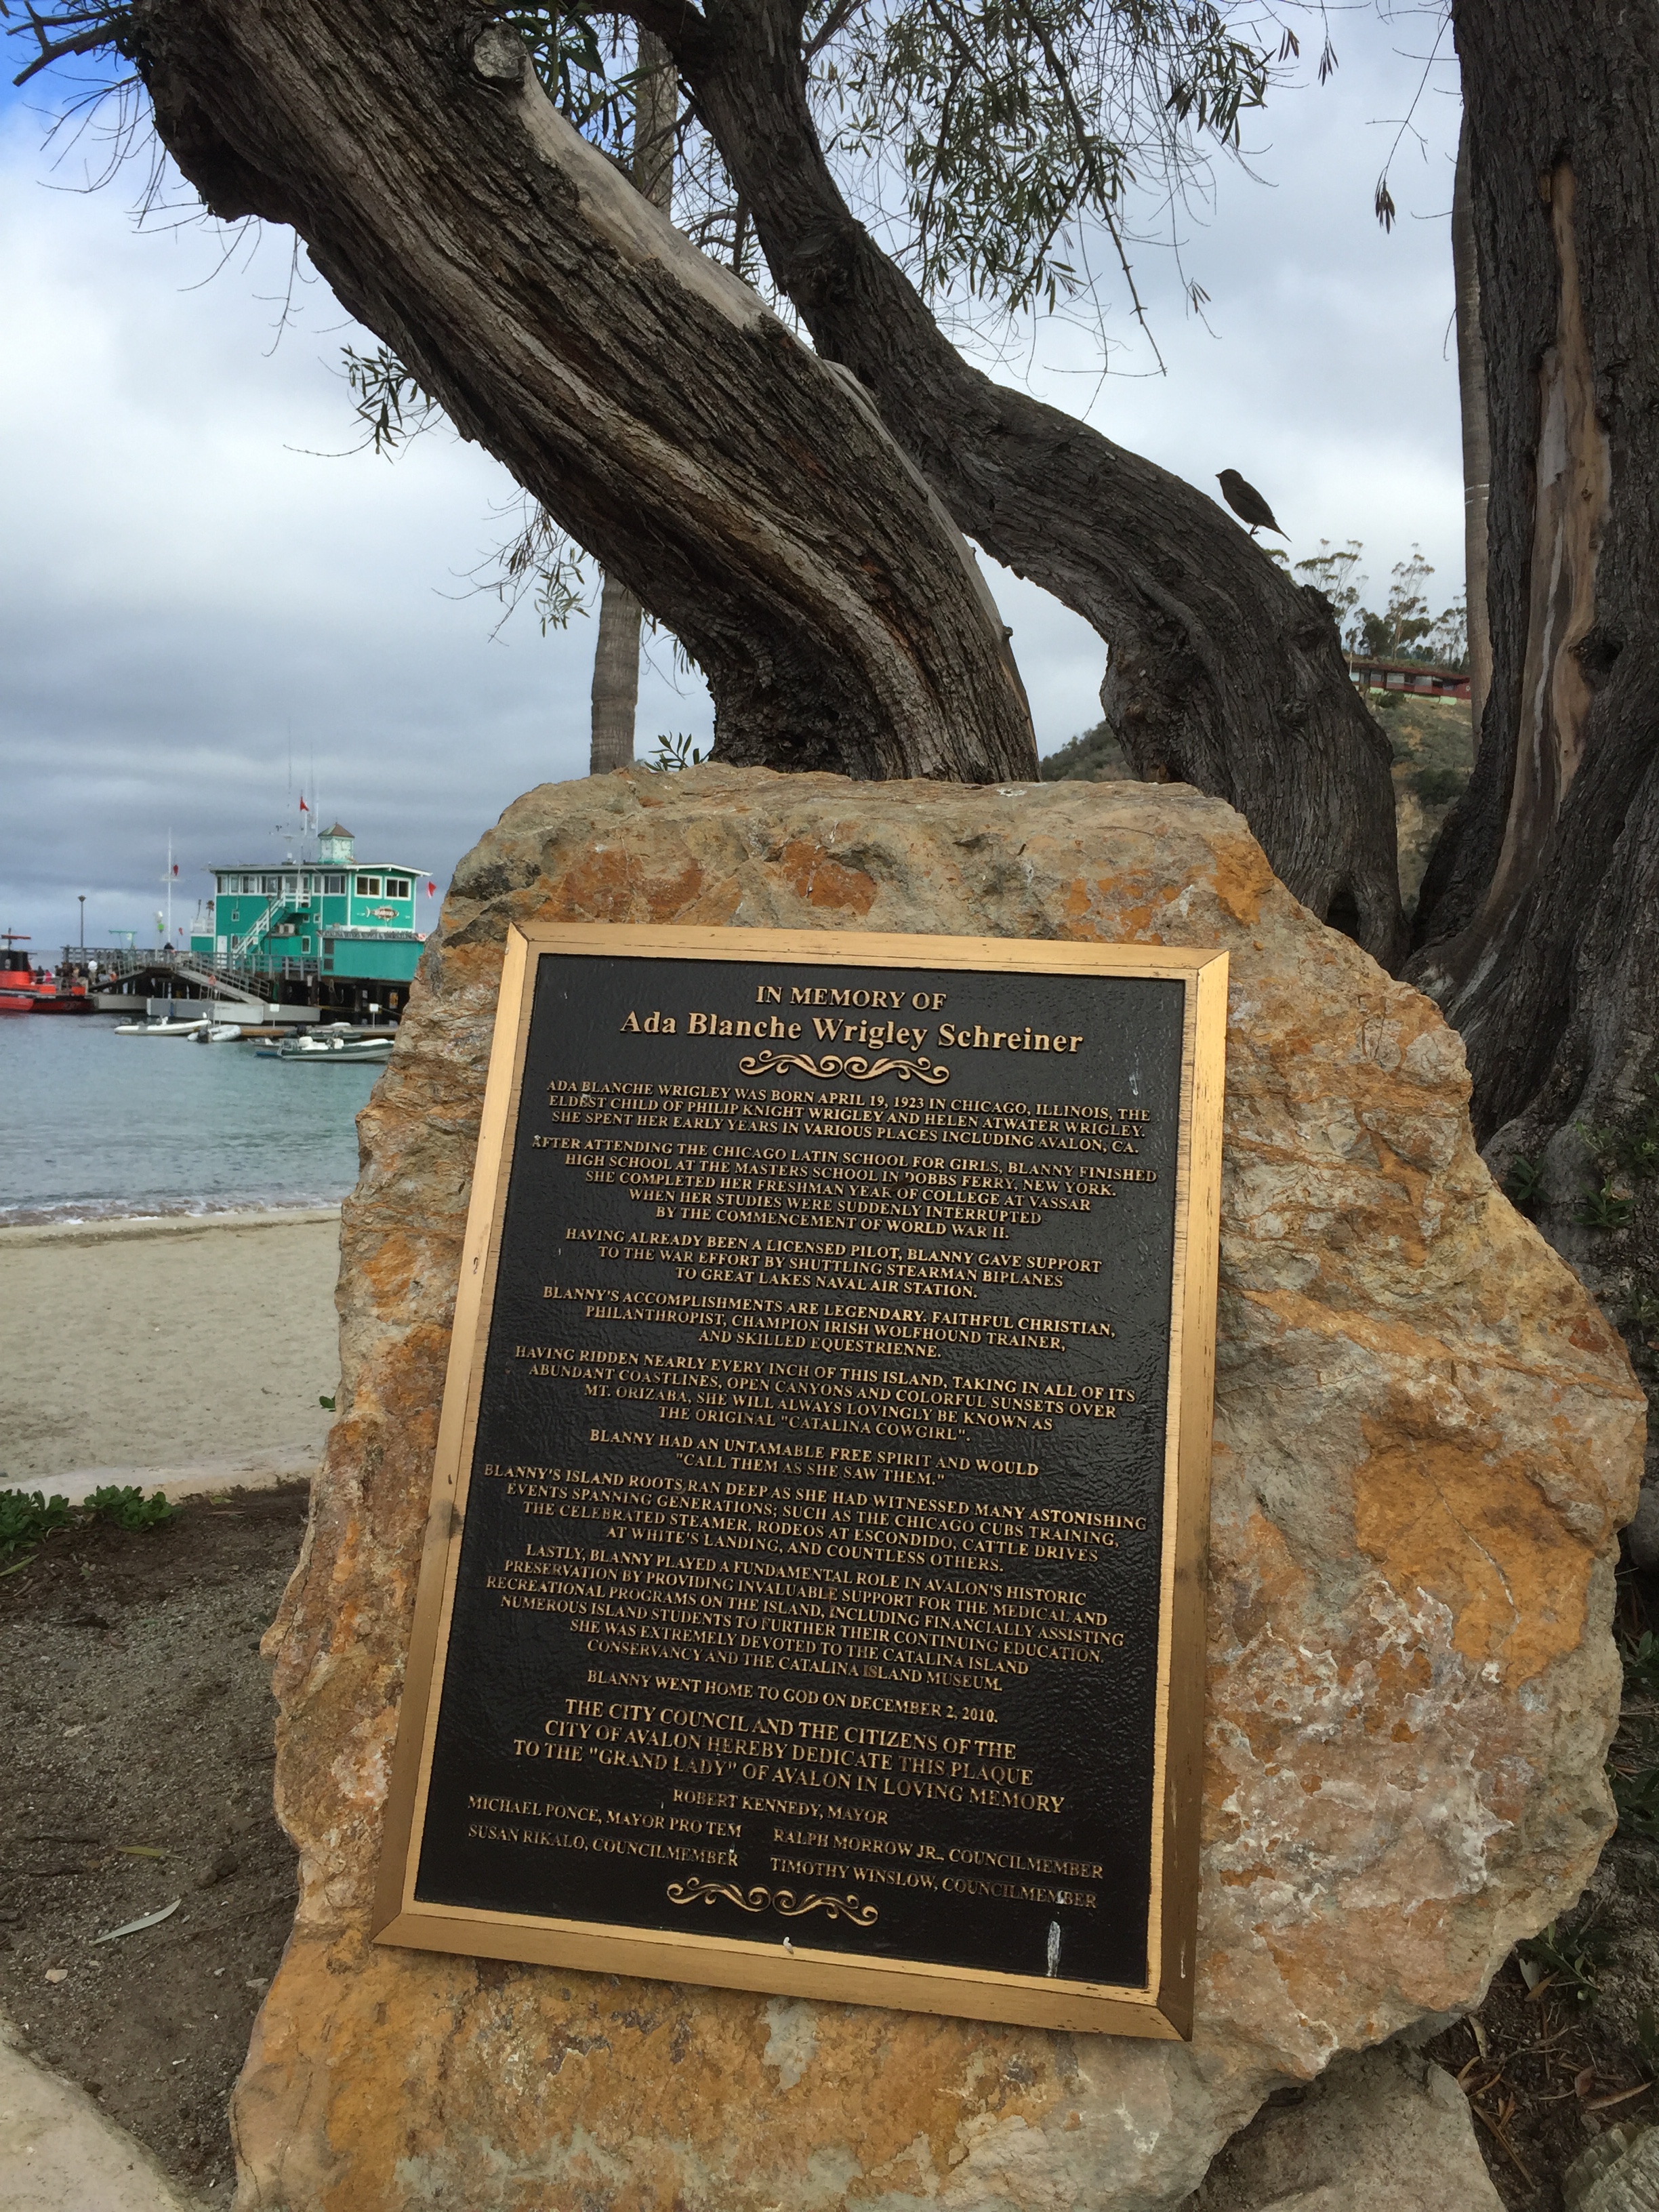 IN MEMORY OF
Ada Blanche Wrigley Schreiner
ADA BLANCHE WRIGLEY WAS BORN APRIL 19, 1923 IN CHICAGO, ILLINOIS, THE
ELDEST CHILD OF PHILIP KNIGHT WRIGLEY AND HELEN ATWATER WRIGLEY.
SHE SPENT HER EARLY YEARS IN VARIOUS PLACES INCLUDING AVALON, CA.
AFTER ATTENDING THE CHICAGO LATIN SCHOOL FOR GIRLS, BLANNY FINISHED
HIGH SCHOOL AT THE MASTERS SCHOOL IN DOBBS FERRY, NEW YORK.
SHE COMPLETED HER FRESHMAN YEAR OF COLLEGE AT VASSAR
WHEN HER STUDIES WERE SUDDENLY INTERRUPTED
BY THE COMMENCEMENT OF WORLD WAR II.
HAVING ALREADY BEEN A LICENSED PILOT, BLANNY GAVE SUPPORT
TO THE WAR EFFORT BY SHUTTLING STEARMAN BIPLANES
TO GREAT LAKES NAVAL AIR STATION.
BLANNY'S ACCOMPLISHMENTS ARE LEGENDARY. FAITHFUL CHRISTIAN,
PHILANTHROPIST, CHAMPION IRISH WOLFHOUND TRAINER,
AND SKILLED EQUESTRIENNE.
HAVING RIDDEN NEARLY EVERY INCH OF THIS ISLAND, TAKING IN ALL OF ITS
ABUNDANT COASTLINES, OPEN CANYONS AND COLORFUL SUNSETS OVER
MT. ORIZABA, SHE WILL ALWAYS LOVINGLY BE KNOWN AS
THE ORIGINAL "CATALINA COWGIRL".
BLANNY HAD AN UNTAMABLE FREE SPIRIT AND WOULD
"CALL THEM AS SHE SAW THEM."
BLANNY'S ISLAND ROOTS RAN DEEP AS SHE HAD WITNESSED MANY ASTONISHING
EVENTS SPANNING GENERATIONS; SUCH AS THE CHICAGO CUBS TRAINING,
THE CELEBRATED STEAMER, RODEOS AT ESCONDIDO, CATTLE DRIVES
AT WHITE'S LANDING, AND COUNTLESS OTHERS.
LASTLY, BLANNY PLAYED A FUNDAMENTAL ROLE IN AVALON'S HISTORIC
PRESERVATION BY PROVIDING INVALUABLE SUPPORT FOR THE MEDICAL AND
RECREATIONAL PROGRAMS ON THE ISLAND, INCLUDING FINANCIALLY ASSISTING
NUMEROUS ISLAND STUDENTS TO FURTHER THEIR CONTINUING EDUCATION.
SHE WAS EXTREMELY DEVOTED TO THE CATALINA ISLAND
CONSERVANCY AND THE CATALINA ISLAND MUSEUM.
BLANNY WENT HOME TO GOD ON DECEMBER 2, 2010.
THE CITY COUNCIL AND THE CITIZENS OF THE
CITY OF AVALON HEREBY DEDICATE THIS PLAQUE
TO THE "GRAND LADY" OF AVALON IN LOVING MEMORY
ROBERT KENNEDY, MAYOR
MICHAEL PONCE, MAYOR PRO TEM RALPH MORROW JR., COUNCILMEMBER
SUSAN RIKALO, COUNCILMEMBER TIMOTHY WINSLOW, COUNCILMEMBER